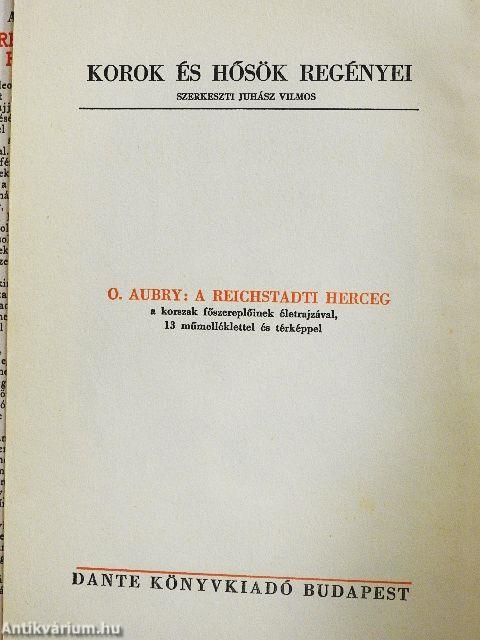 KOROK ÉS HŐSÖK REGÉNYEI
SZERKESZTI JUHÁSZ VILMOS
O. AUBRY: A REICHSTADTI HERCEG
a korszak főszereplőinek életrajzával,
13 műmelléklettel és térképpel
DANTE KÖNYVKIADÓ BUDAPEST
Antikvárium.hu